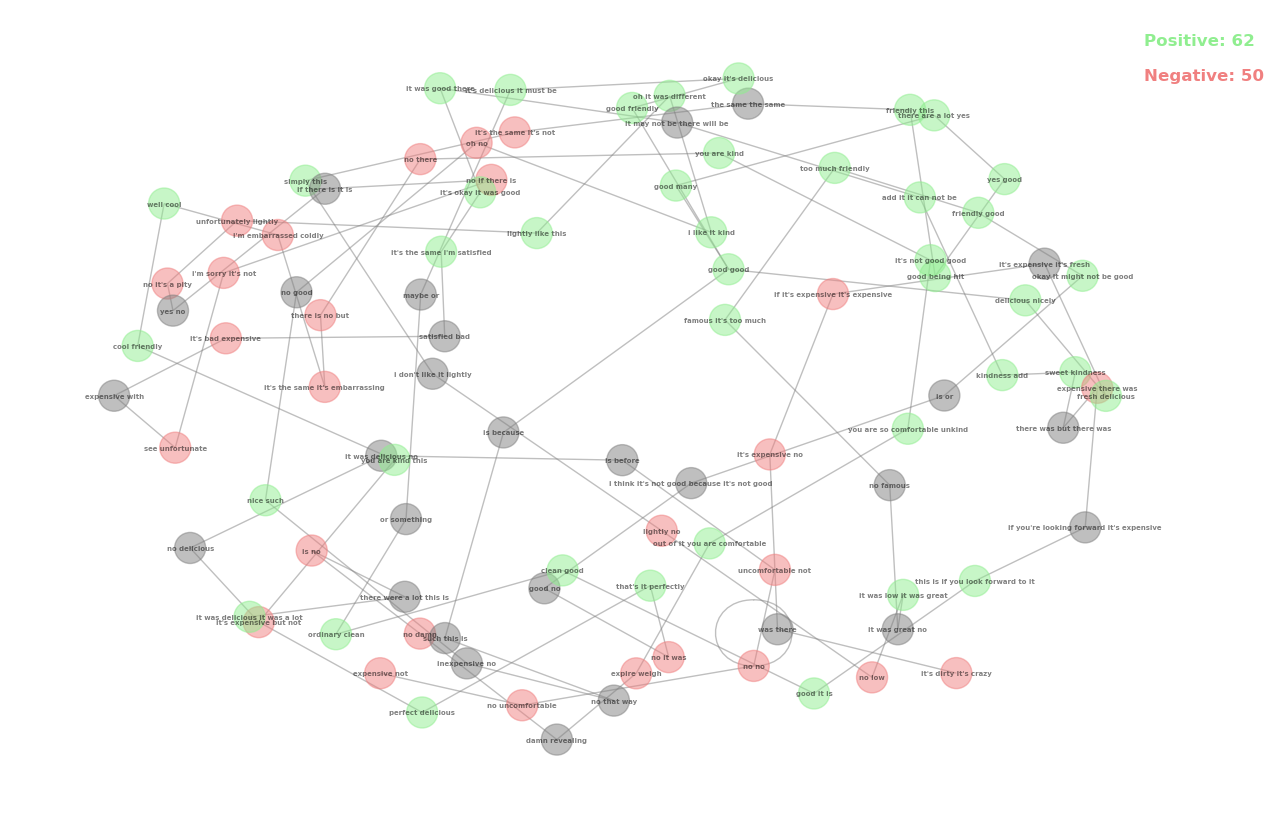 Positive: 62
Negative: 50
okay it's delicious
It was good there
it's delicious it must be
oh it was different
the same the same
good friendly
friendly this
there are a lot yes
it may not be there will be
it's the same it's not
oh no
you are kind
no there
too much friendly
simply this
if there is it is
no if there is
it's okay it was good
good many
yes good
add it it can not be
well cool
friendly good
unfortunately lightly
i'm embarrassed coldly
lightly like this
i like it kind
it's the same i'm satisfied
it's not good good
it's expensive it's fresh
good good
good being hit
okay it might not be good
i'm sorry it's not
no it's a pity
no good
maybe or
if it's expensive it's expensive
delicious nicely
yes no
there is no but
famous it's too much
it's bad expensive
satisfied bad
cool friendly
i don't like it lightly
kindness add
sweet kindness
it's the same it's embarrassing
expensive there was
fresh delicious
expensive with
is or
is because
you are so comfortable unkind
there was but there was
see unfortunate
it was delicious no
you are kind this
is before
it's expensive no
i think it's not good because it's not good
no famous
nice such
or something
if you're looking forward it's expensive
lightly no
out of it you are comfortable
no delicious
is no
clean good
uncomfortable not
good no
that's it perfectly
this is if you look forward to it
there were a lot this is
it was low it was great
it was delicious it was a lot
it's expensive but not
ordinary clean
no damn
such this is
was there
it was great no
no it was
inexpensive no
no no
expensive not
expire weigh
no low
it's dirty it's crazy
good it is
no that way
no uncomfortable
perfect delicious
damn revealing